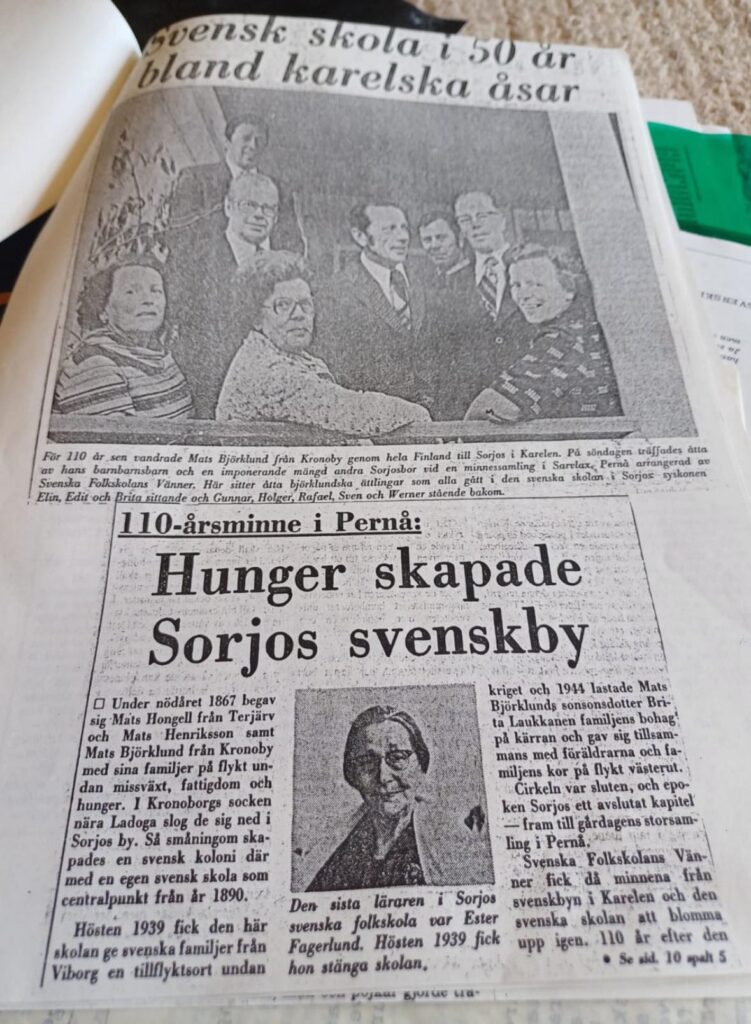 Svensk skola i 50 år
bland karelska åsar
För 110 år sen vandrade Mats Björklund från Kronoby genom hela Finland till Sorjos i Karelen. På söndagen träffades åtta
av hans barnbarnsbarn och en imponerande mängd andra Sorjosbor vid en minnessamling i Sarvlax, Pernå arrangerad av
Svenska Folkskolans Vänner. Här sitter åtta björklundska ättlingar som alla gått i den svenska skolan i Sorjos: syskonen
Elin, Edit och Brita sittande och Gunnar, Holger, Rafael, Sven och Werner stående bakom.
110-årsminne i Pernå:
Hunger skapade
Sorjos svenskby
□ Under nödåret 1867 begav
sig Mats Hongell från Terjärv
och Mats Henriksson samt
Mats Björklund från Kronoby
med sina familjer på flykt un-
dan missväxt, fattigdom och
hunger. I Kronoborgs socken
nära Ladoga slog de sig ned i
Sorjos by. Så småningom ska-
pades en svensk koloni där
med en egen svensk skola som
centralpunkt från år 1890.
Hösten 1939 fick den här
skolan ge svenska familjer från
Viborg en tillflyktsort undan
Den sista läraren i Sorjos
svenska folkskola var Ester
Fagerlund. Hösten 1939 fick
hon stänga skolan.
kriget och 1944 lastade Mats
Björklunds sonsonsdotter Bri-
ta Laukkanen familjens bohag
på kärran och gav sig tillsam-
mans med föräldrarna och fa-
miljens kor på flykt västerut.
Cirkeln var sluten, och epo-
ken Sorjos ett avslutat kapitel
— fram till gårdagens storsam-
ling i Pernå.
Svenska Folkskolans Vän-
ner fick då minnena från
svenskbyn i Karelen och den
svenska skolan att blomma
upp igen. 110 år efter den
• Se sid. 10 spalt 5